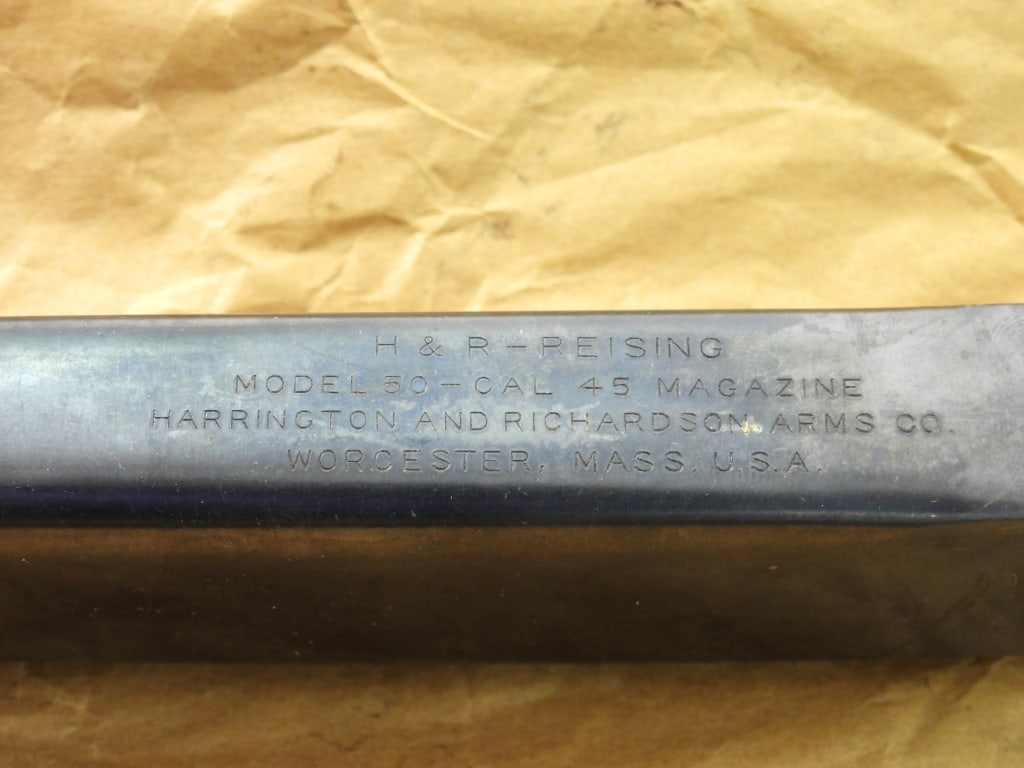 H & R-REISING
MODEL 50-CAL 45 MAGAZINE
HARRINGTON AND RICHARDSON ARMS CO.
WORCESTER, MASS. U.S.A.